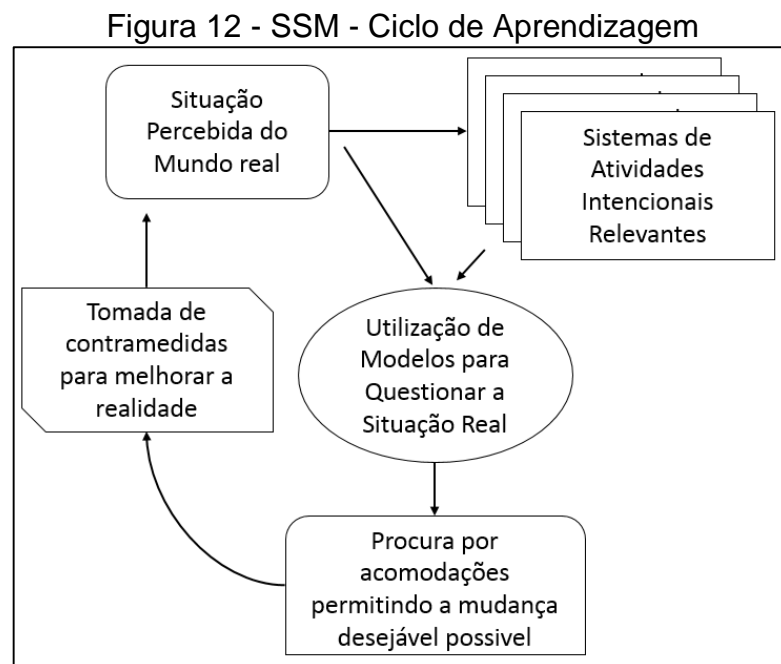 Figura 12 - SSM - Ciclo de Aprendizagem
Situação
Percebida do
Mundo real
Sistemas de
Atividades
Intencionais
Relevantes
Utilização de
Modelos para
Questionar a
Situação Real
Tomada de
contramedidas
para melhorar a
realidade
Procura por
acomodações
permitindo a mudança
desejável possivel